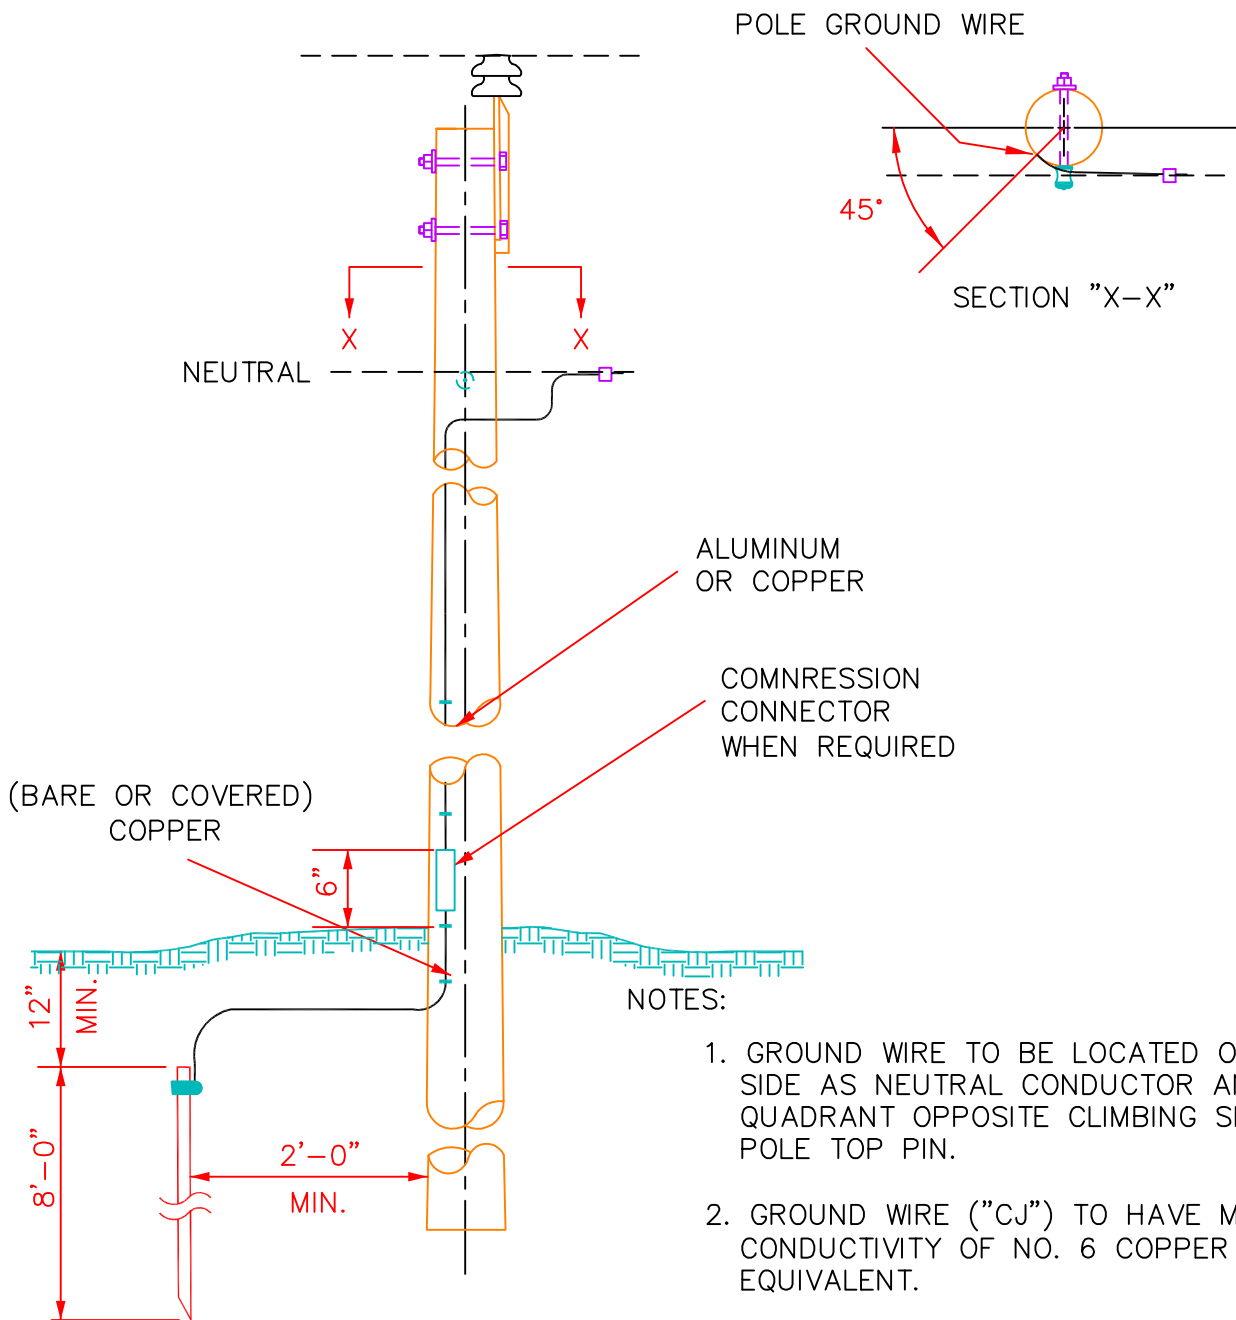 POLE GROUND WIRE
45°
SECTION "X-X"
X X
NEUTRAL
ALUMINUM
OR COPPER
COMNRESSION
CONNECTOR
WHEN REQUIRED
(BARE OR COVERED)
COPPER
6"
12"
MIN.
8'-0"
2'-0"
MIN.
NOTES:
1. GROUND WIRE TO BE LOCATED
SIDE AS NEUTRAL CONDUCTOR
QUADRANT OPPOSITE CLIMBING
POLE TOP PIN.
2. GROUND WIRE ("CJ") TO HAVE
CONDUCTIVITY OF NO. 6 COPPER
EQUIVALENT.